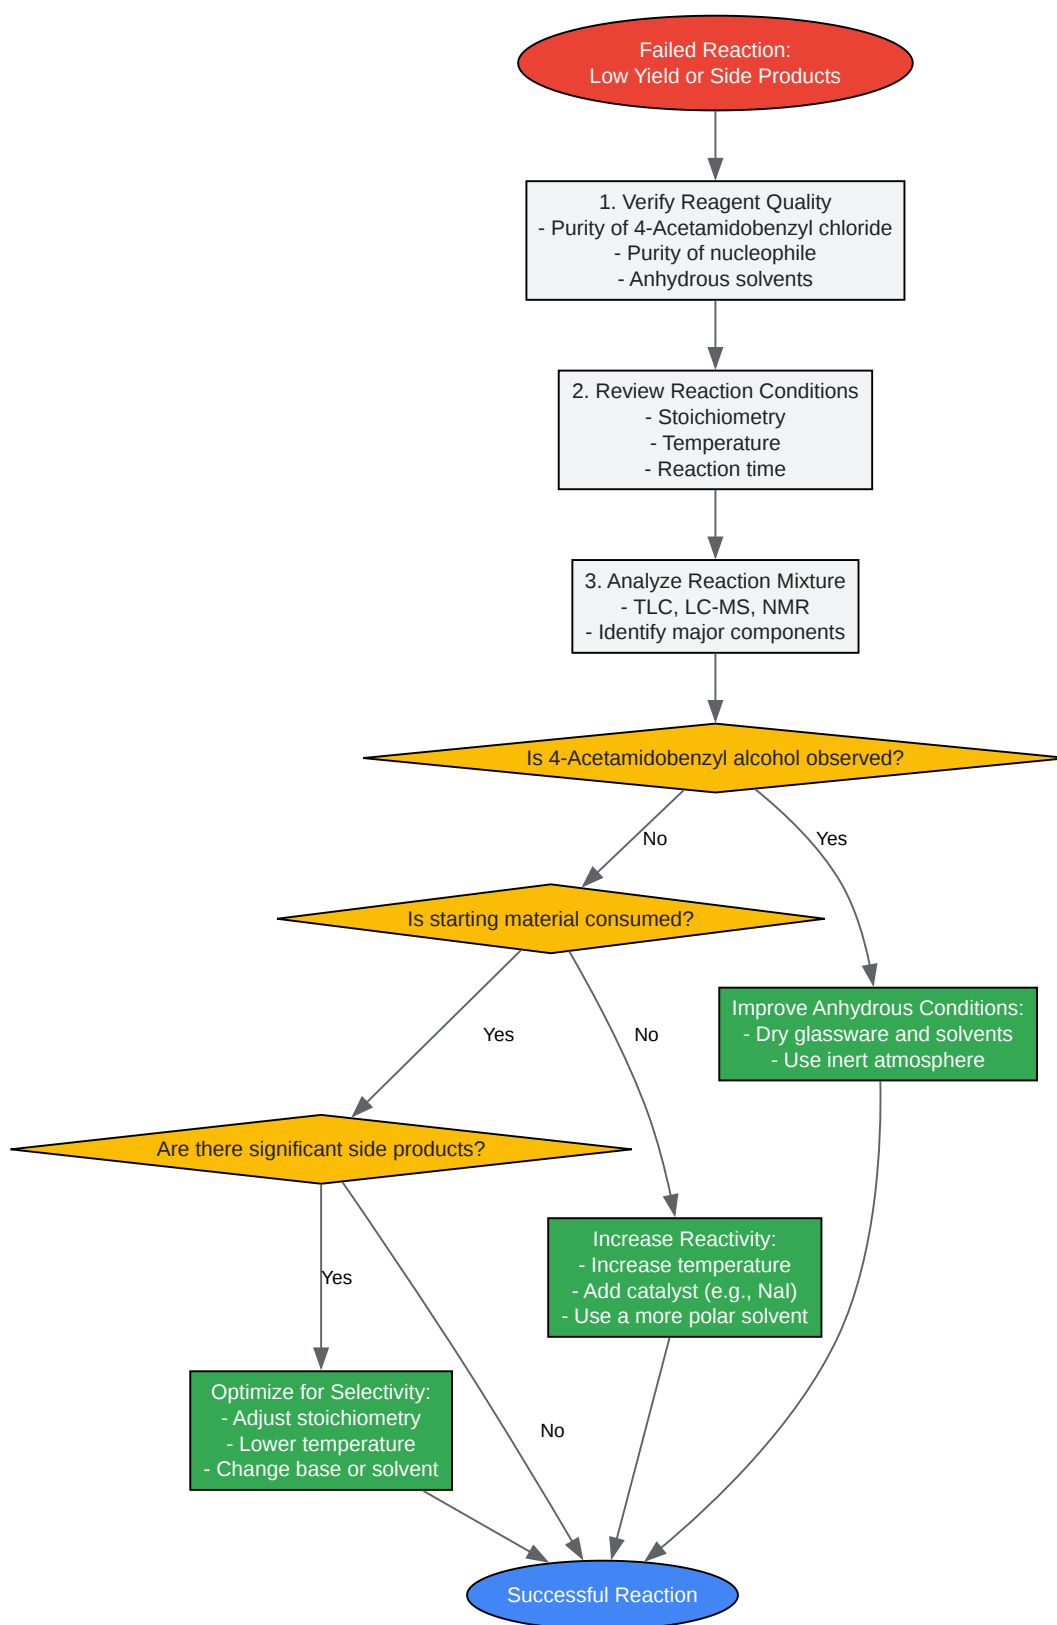 Failed Reaction:
Low Yield or Side Products
1. Verify Reagent Quality
- Purity of 4-Acetamidobenzyl chloride
- Purity of nucleophile
- Anhydrous solvents
2. Review Reaction Conditions
- Stoichiometry
- Temperature
- Reaction time
3. Analyze Reaction Mixture
- TLC, LC-MS, NMR
- Identify major components
Is 4-Acetamidobenzyl alcohol observed?
No
Yes
Is starting material consumed?
Improve Anhydrous Conditions:
- Dry glassware and solvents
- Use inert atmosphere
Yes
No
Are there significant side products?
Increase Reactivity:
- Increase temperature
- Add catalyst (e.g., NaI)
- Use a more polar solvent
Yes
No
Optimize for Selectivity:
- Adjust stoichiometry
- Lower temperature
- Change base or solvent
Successful Reaction